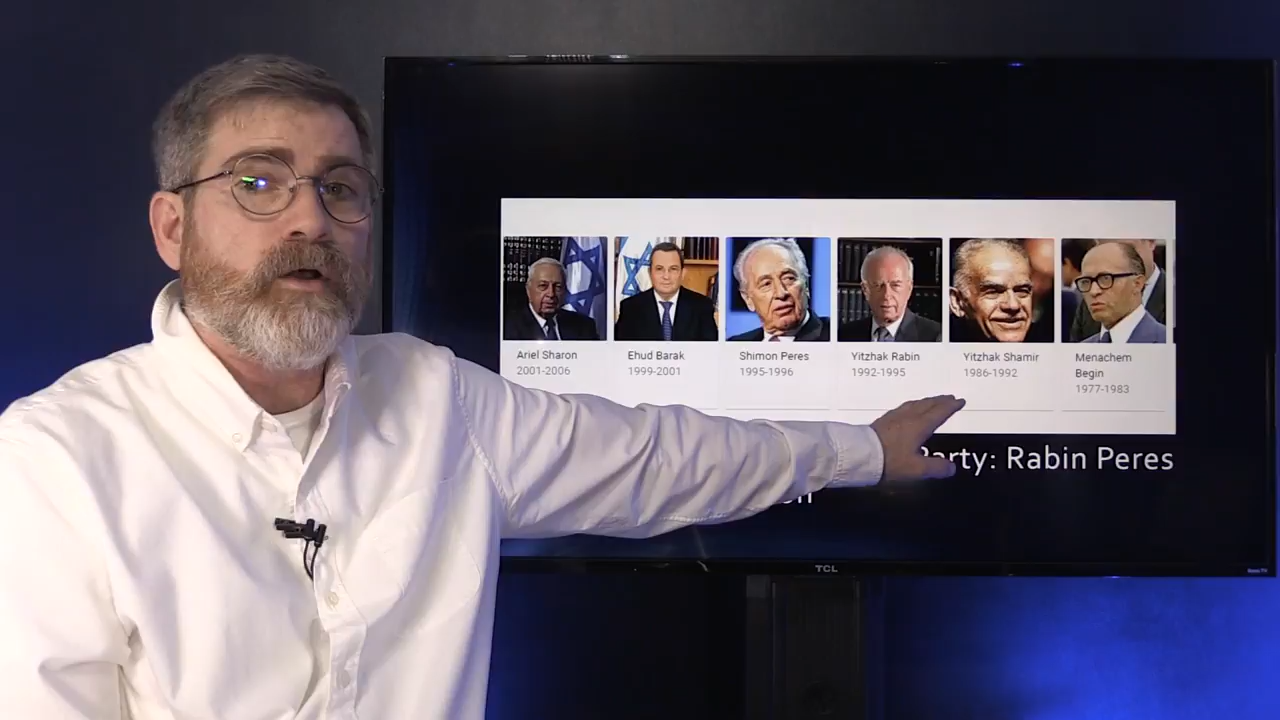 Ariel Sharon
2001-2006
Ehud Barak
1999-2001
Shimon Peres
1995-1996
Yitzhak Rabin
1992-1995
Yitzhak Shamir
1986-1992
Menachem
Begin
1977-1983
Party: Rabin Peres
TCL